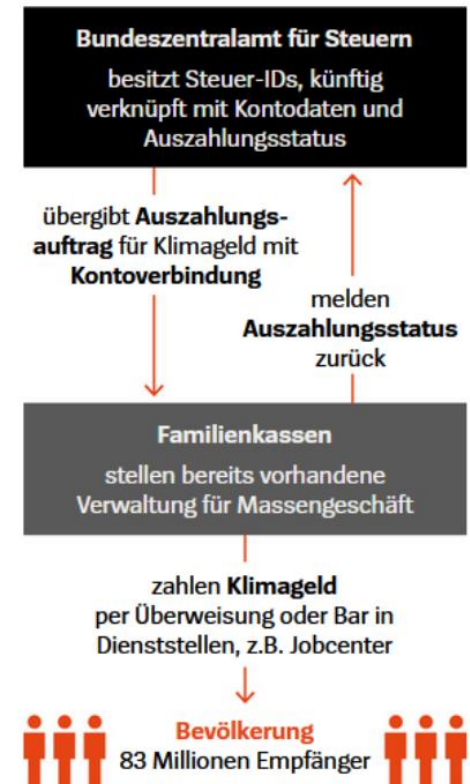 Bundeszentralamt für Steuern
besitzt Steuer-IDs, künftig
verknüpft mit Kontodaten und
Auszahlungsstatus
übergibt Auszahlungs-
auftrag für Klimageld mit
Kontoverbindung
melden
Auszahlungsstatus
zurück
Familienkassen
stellen bereits vorhandene
Verwaltung für Massengeschäft
zahlen Klimageld
per Überweisung oder Bar in
Dienststellen, z.B. Jobcenter
Bevölkerung
83 Millionen Empfänger